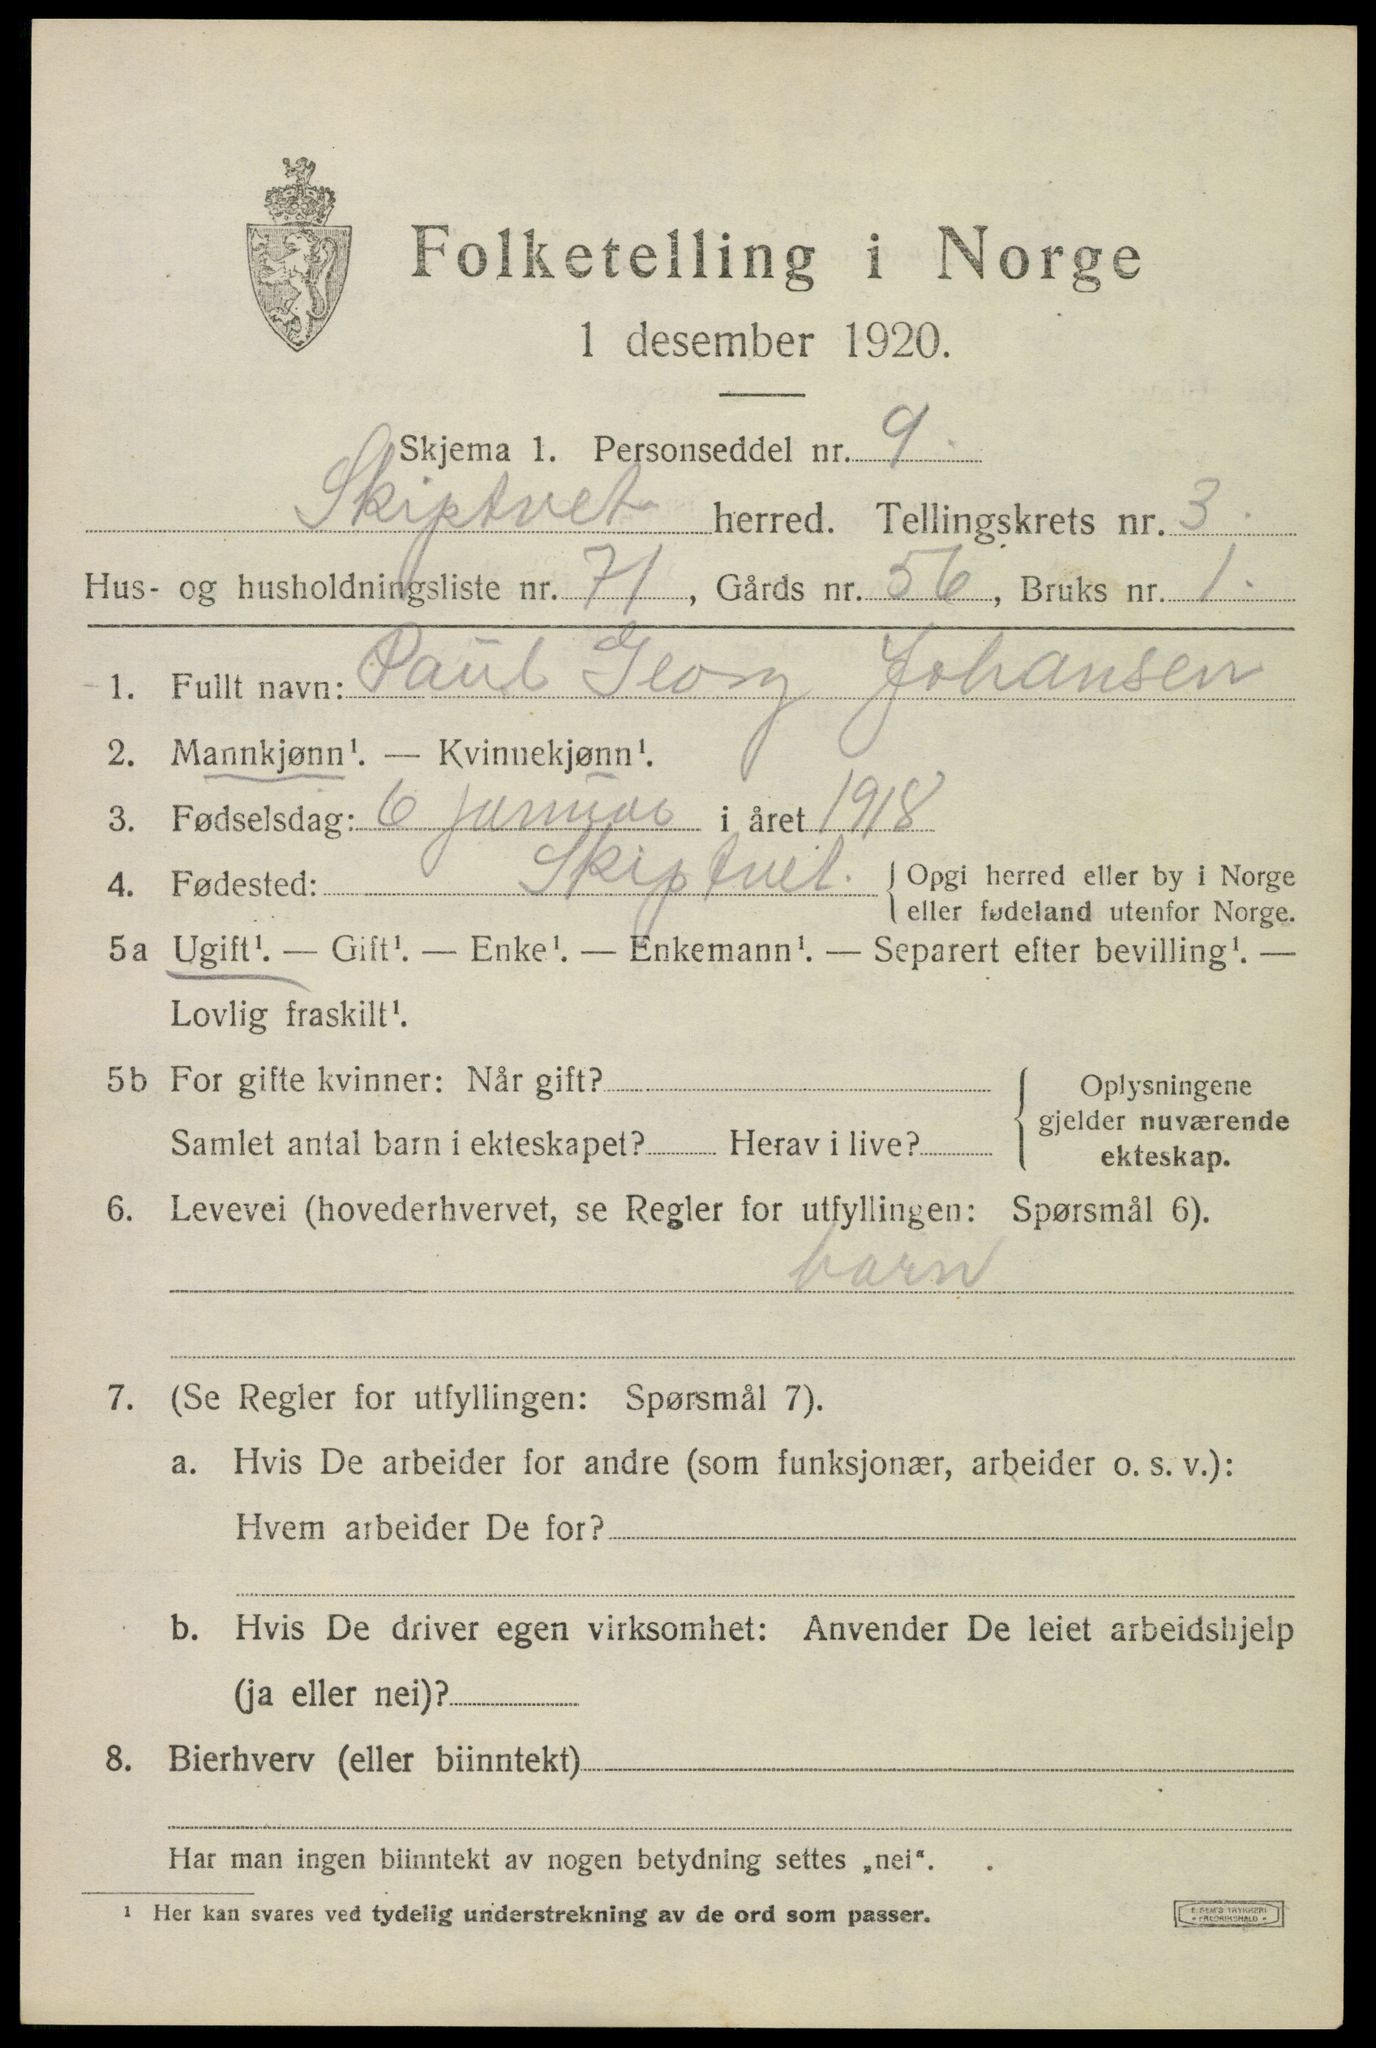 Folketelling i Norge
1 desember 1920.
Skjema 1. Personseddel nr. 9.
Skiptvet herred. Tellingskrets nr. 3.
Hus- og husholdningsliste nr. 71, Gårds nr. 56, Bruks nr. 1.
1. Fullt navn: Paul Georg Johansen
2. Mannkjønn¹. — Kvinnekjønn¹.
3. Fødselsdag: 6 januar i året 1918
4. Fødested: Skiptvet. { Opgi herred eller by i Norge
eller fødeland utenfor Norge.
5a Ugift¹. — Gift¹. — Enke¹. — Enkemann¹. — Separert efter bevilling¹. —
Lovlig fraskilt¹.
5b For gifte kvinner: Når gift?
Samlet antal barn i ekteskapet? Herav i live?
{ Oplysningene
gjelder nuværende
ekteskap.
6. Levevei (hovederhvervet, se Regler for utfyllingen: Spørsmål 6).
barn
7. (Se Regler for utfyllingen: Spørsmål 7).
a. Hvis De arbeider for andre (som funksjonær, arbeider o. s. v.):
Hvem arbeider De for?
b. Hvis De driver egen virksomhet: Anvender De leiet arbeidshjelp
(ja eller nei)?
8. Bierhverv (eller biinntekt)
Har man ingen biinntekt av nogen betydning settes „nei“.
¹ Her kan svares ved tydelig understrekning av de ord som passer.
E. SEM'S TRYKKERI
- FREDRIKSHALD -